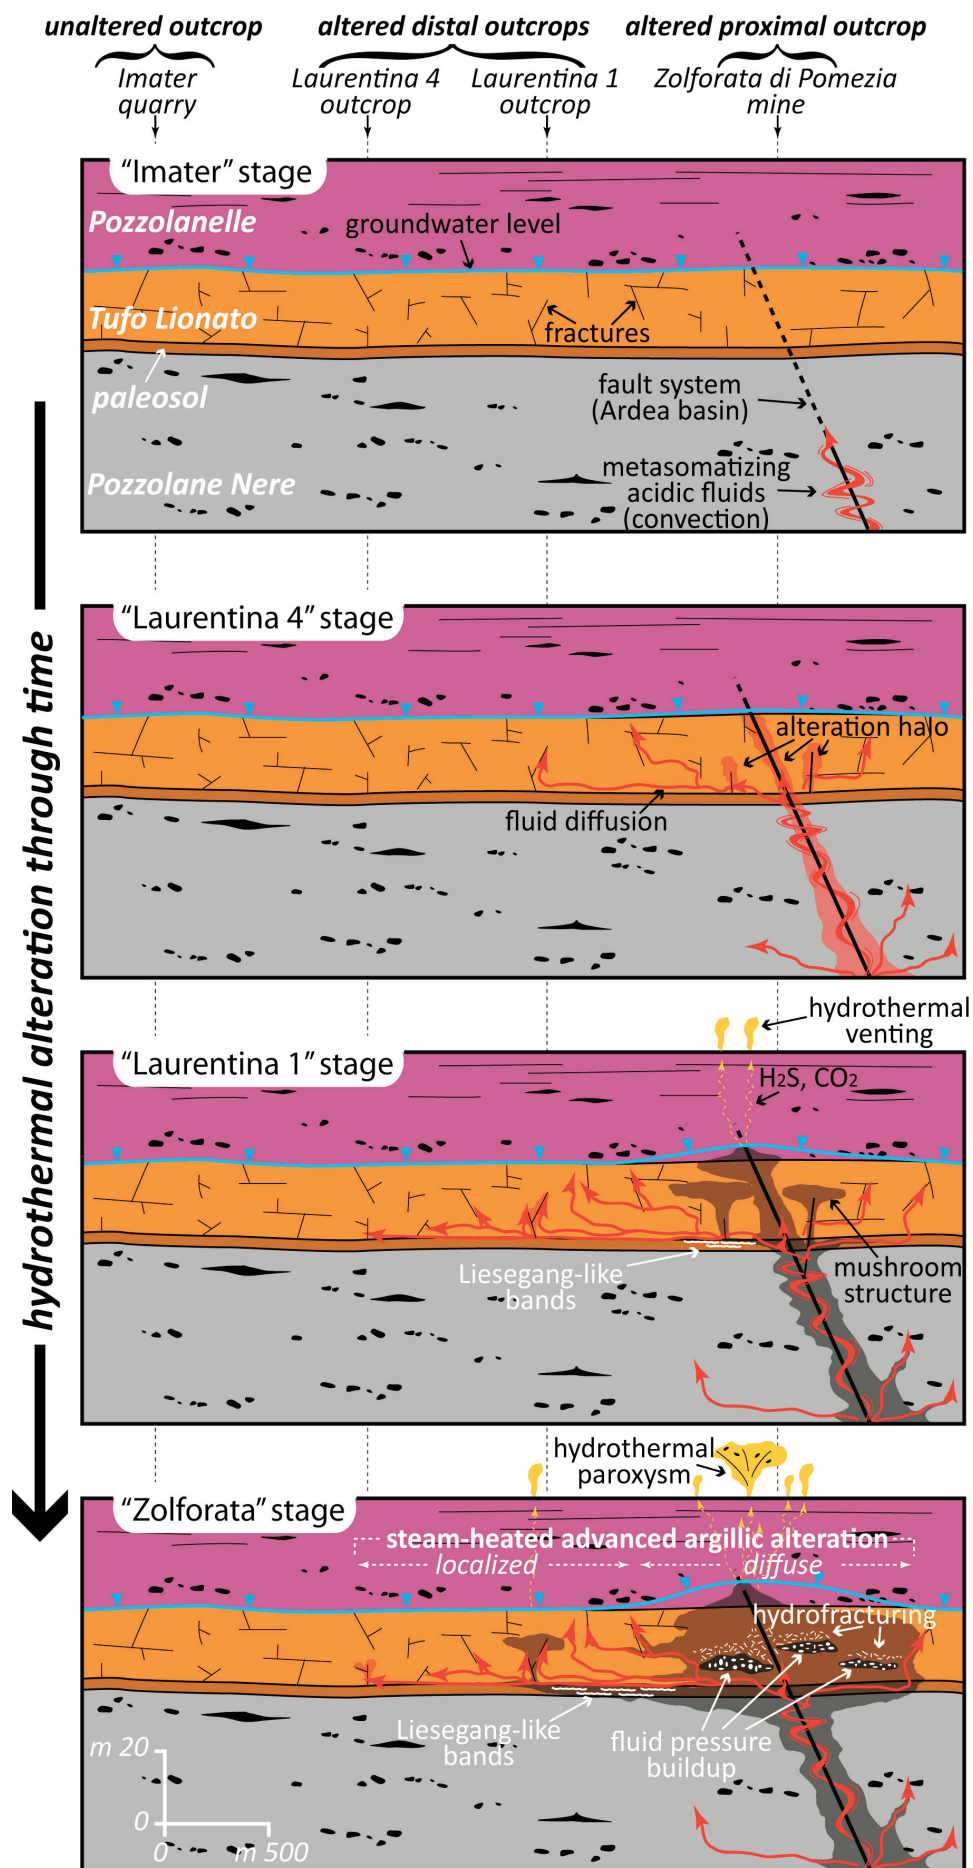 unaltered outcrop
altered distal outcrops
altered proximal outcrop
Imater
quarry
Laurentina 4
outcrop
Laurentina 1
outcrop
Zolforata di Pomezia
mine
hydrothermal alteration through time
“Imater” stage
Pozzolanelle
groundwater level
Tufo Lionato
fractures
paleosol
fault system
(Ardea basin)
Pozzolane Nere
metasomatizing
acidic fluids
(convection)
“Laurentina 4” stage
alteration halo
fluid diffusion
hydrothermal
venting
“Laurentina 1” stage
H2S, CO2
Liesegang-like
bands
mushroom
structure
hydrothermal
paroxysm
“Zolforata” stage
steam-heated advanced argillic alteration
localized
diffuse
hydrofracturing
Liesegang-like
bands
fluid pressure
buildup
m 20
0
0
m 500